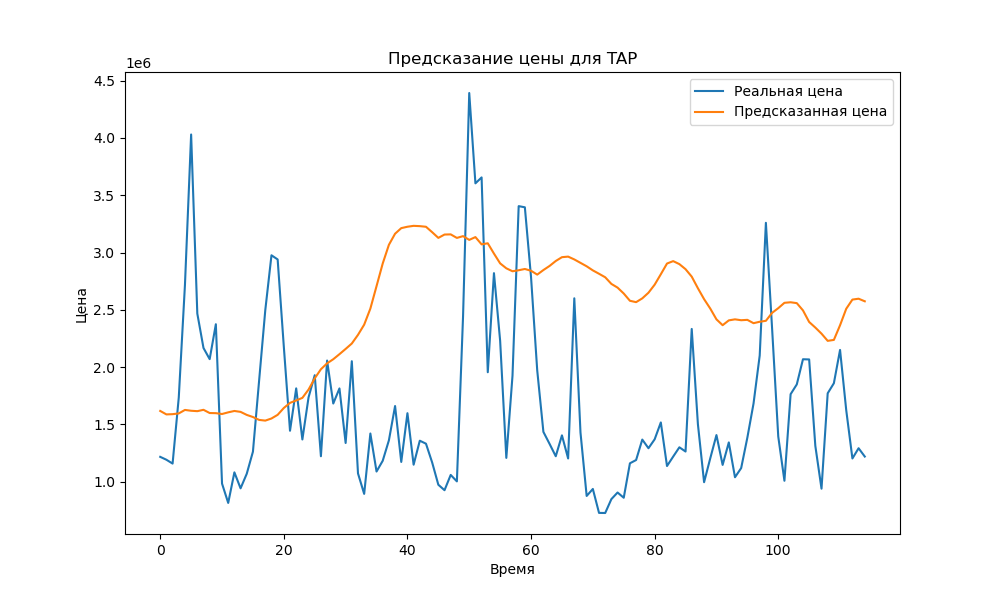 Предсказание цены для TAP
1e6
Реальная цена
Предсказанная цена
4.5
4.0
3.5
3.0
2.5
2.0
1.5
1.0
Цена
0 20 40 60 80 100
Время